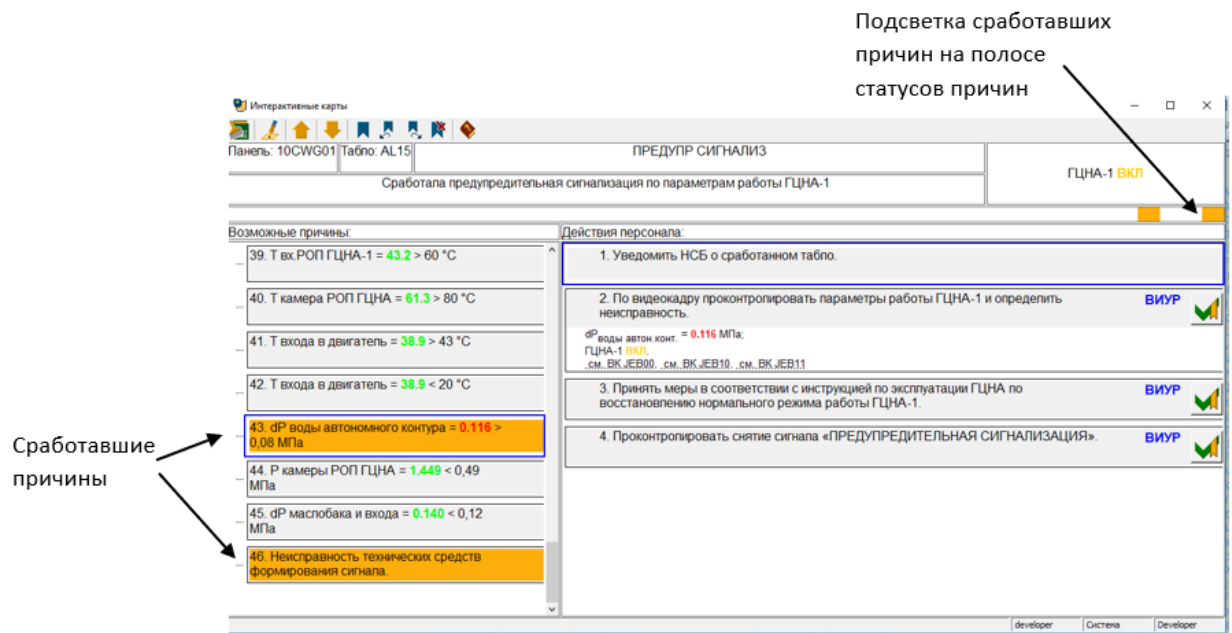 Подсветка сработавших
причин на полосе
статусов причин
Интерактивные карты
Панель: 10CWG01 Табло: AL15 ПРЕДУПР СИГНАЛИЗ
ГЦНА-1 ВКЛ
Сработала предупредительная сигнализация по параметрам работы ГЦНА-1
Возможные причины:
39. Т вх.РОП ГЦНА-1 = 43.2 > 60 °С
40. Т камера РОП ГЦНА = 61.3 > 80 °С
41. Т входа в двигатель = 38.9 > 43 °С
42. Т входа в двигатель = 38.9 < 20 °С
43. dP воды автономного контура = 0.116 >
0,08 МПа
44. Р камеры РОП ГЦНА = 1.449 < 0,49
МПа
45. dP маслобака и входа = 0.140 < 0,12
МПа
46. Неисправность технических средств
формирования сигнала.
Действия персонала:
1. Уведомить НСБ о сработанном табло.
2. По видеокадру проконтролировать параметры работы ГЦНА-1 и определить
неисправность.
ВИУР
dP воды автон.конт. = 0.116 МПа;
ГЦНА-1 ВКЛ.
см. ВК JEB00, см. ВК JEB10, см. ВК JEB11
3. Принять меры в соответствии с инструкцией по эксплуатации ГЦНА по
восстановлению нормального режима работы ГЦНА-1.
ВИУР
4. Проконтролировать снятие сигнала «ПРЕДУПРЕДИТЕЛЬНАЯ СИГНАЛИЗАЦИЯ».
ВИУР
Сработавшие
причины
developer Система Developer